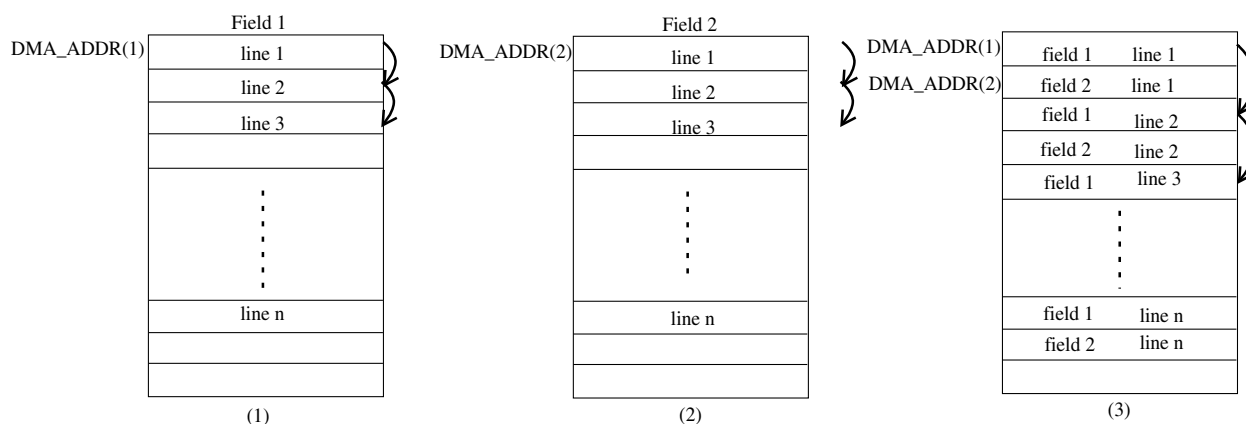 Field 1
DMA_ADDR(1)
line 1
line 2
line 3
line n
(1)
Field 2
DMA_ADDR(2)
line 1
line 2
line 3
line n
(2)
DMA_ADDR(1)
field 1 line 1
DMA_ADDR(2)
field 2 line 1
field 1 line 2
field 2 line 2
field 1 line 3
field 1 line n
field 2 line n
(3)